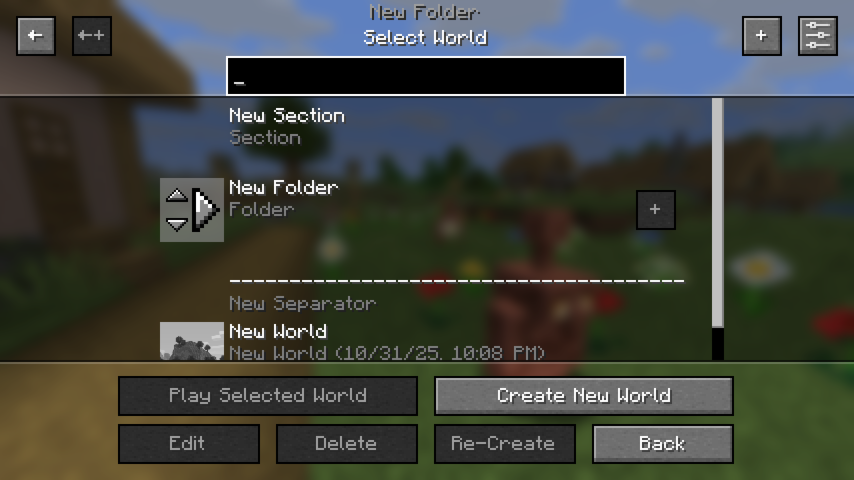 New Folder
Select World
_
New Section
Section
New Folder
Folder
New Separator
New World
New World (10/31/25, 10:08 PM)
Play Selected World
Create New World
Edit
Delete
Re-Create
Back